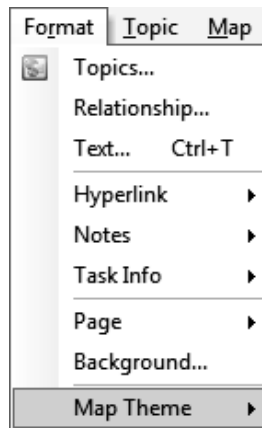 Format Topic Map
Topics...
Relationship...
Text... Ctrl+T
Hyperlink
Notes
Task Info
Page
Background...
Map Theme